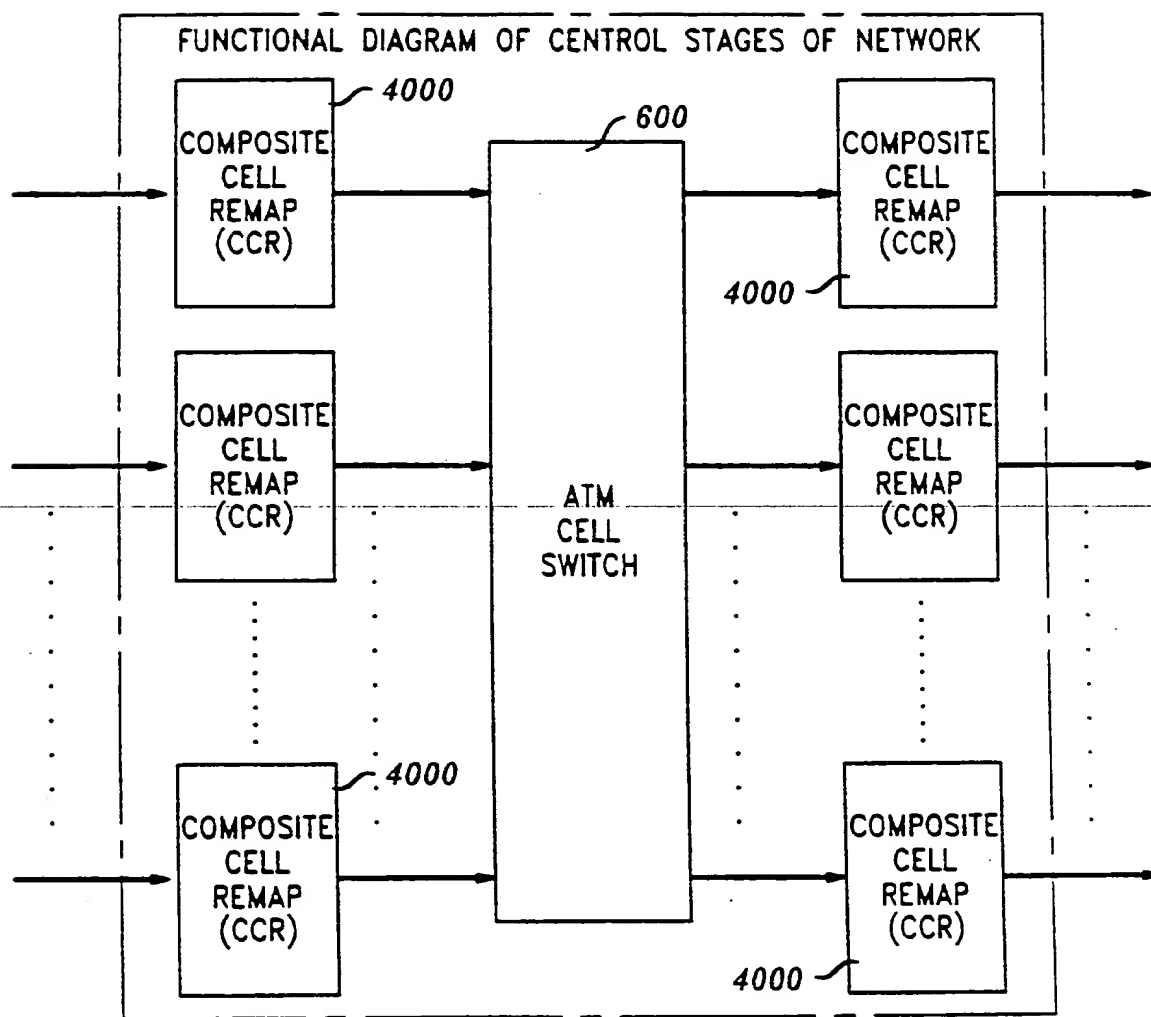 FUNCTIONAL DIAGRAM OF CENTROL STAGES OF NETWORK
4000
COMPOSITE
CELL
REMAP
(CCR)
600
COMPOSITE
CELL
REMAP
(CCR)
4000
COMPOSITE
CELL
REMAP
(CCR)
ATM
CELL
SWITCH
COMPOSITE
CELL
REMAP
(CCR)
4000
COMPOSITE
CELL
REMAP
(CCR)
COMPOSITE
CELL
REMAP
(CCR)
4000